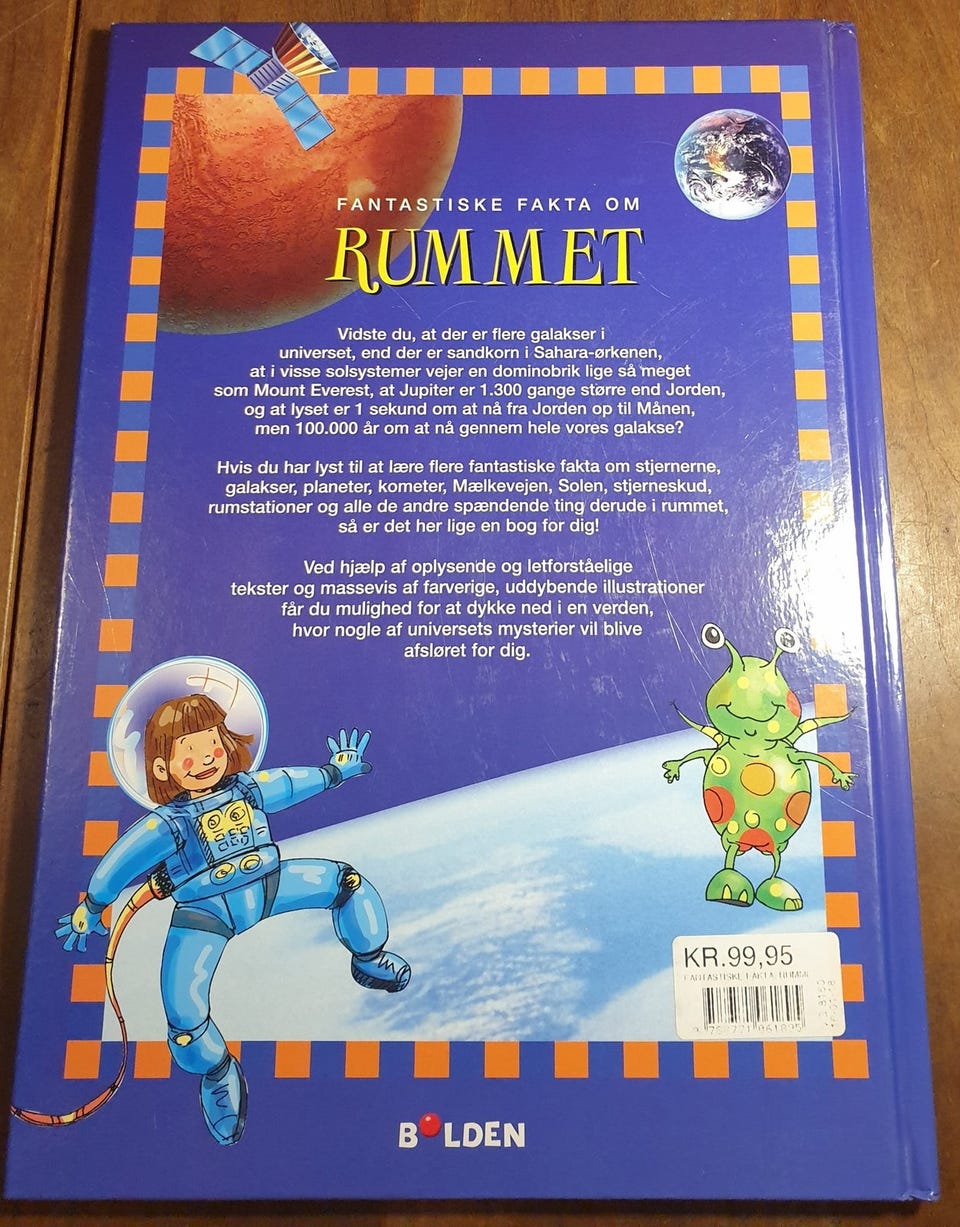 FANTASTISKE FAKTA OM
RUMMET
Vidste du, at der er flere galakser i
universet, end der er sandkorn i Sahara-ørkenen,
at i visse solsystemer vejer en dominobrik lige så meget
som Mount Everest, at Jupiter er 1.300 gange større end Jorden,
og at lyset er 1 sekund om at nå fra Jorden op til Månen,
men 100.000 år om at nå gennem hele vores galakse?
Hvis du har lyst til at lære flere fantastiske fakta om stjernerne,
galakser, planeter, kometer, Mælkevejen, Solen, stjerneskud,
rumstationer og alle de andre spændende ting derude i rummet,
så er det her lige en bog for dig!
Ved hjælp af oplysende og letforståelige
tekster og massevis af farverige, uddybende illustrationer
får du mulighed for at dykke ned i en verden,
hvor nogle af universets mysterier vil blive
afsløret for dig.
KR.99,95
FANTASTISKE FAKTA:
9 788771 061895
BOLDEN